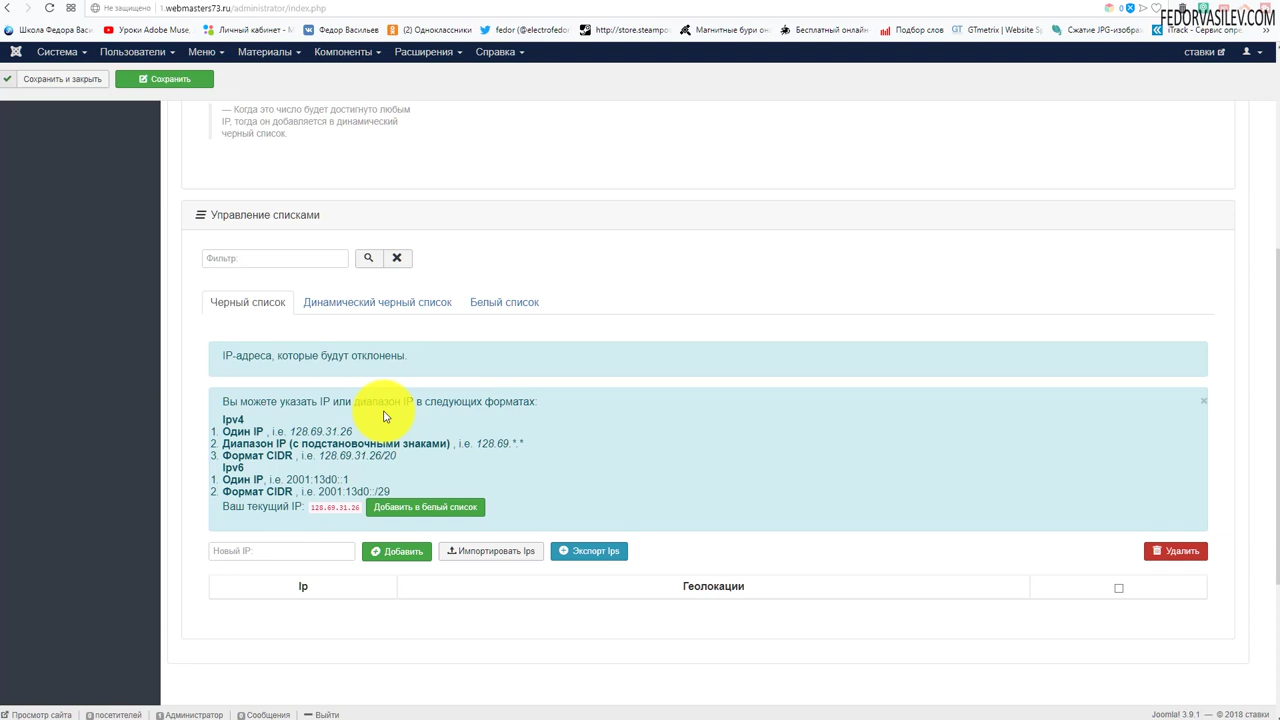 Не защищено 1.webmasters73.ru/administrator/index.php
FEDORVASILEV.COM
Школа Федора Васи. Уроки Adobe Muse, Личный кабинет - М Федор Васильев (2) Одноклассники fedor (@electrofedo http://store.steampo Магнитные бури он Бесплатный онлайн Подбор слов GTmetrix | Website S Сжатие JPG-изобра iTrack - Сервис опре »
Система Пользователи Меню Материалы Компоненты Расширения Справка ставки
Сохранить и закрыть Сохранить
— Когда это число будет достигнуто любым
IP, тогда он добавляется в динамический
черный список.
Управление списками
Фильтр:
Черный список Динамический черный список Белый список
IP-адреса, которые будут отклонены.
Вы можете указать IP или диапазон IP в следующих форматах: ×
Ipv4
1. Один IP , i.e. 128.69.31.26
2. Диапазон IP (с подстановочными знаками) , i.e. 128.69.*.*
3. Формат CIDR , i.e. 128.69.31.26/20
Ipv6
1. Один IP, i.e. 2001:13d0::1
2. Формат CIDR , i.e. 2001:13d0::/29
Ваш текущий IP: 128.69.31.26 Добавить в белый список
Новый IP: Добавить Импортировать Ips Экспорт Ips Удалить
Ip Геолокации
Просмотр сайта 0 посетителей 1 Администратор 0 Сообщения — Выйти Joomla! 3.9.1 — © 2018 ставки